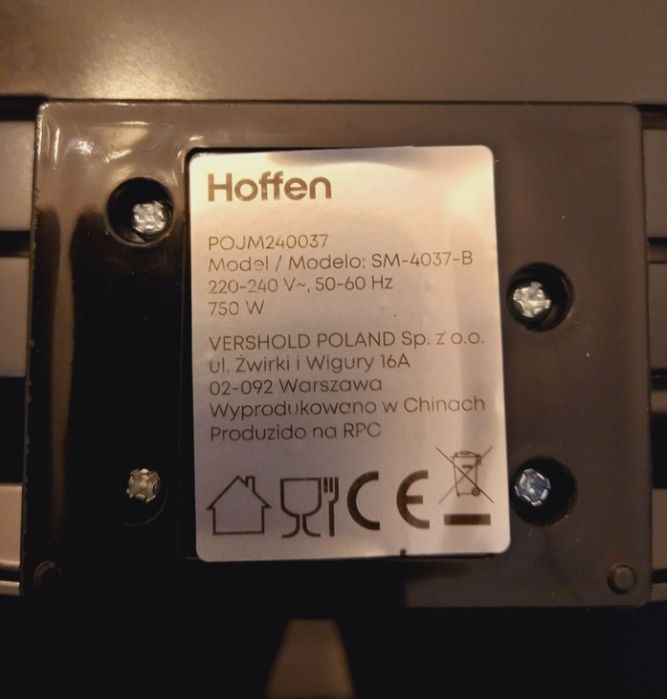 Hoffen
POJM240037
Model / Modelo: SM-4037-B
220-240 V~, 50-60 Hz
750 W
VERSHOLD POLAND Sp. z o.o.
ul. Żwirki i Wigury 16A
02-092 Warszawa
Wyprodukowano w Chinach
Produzido na RPC
CE